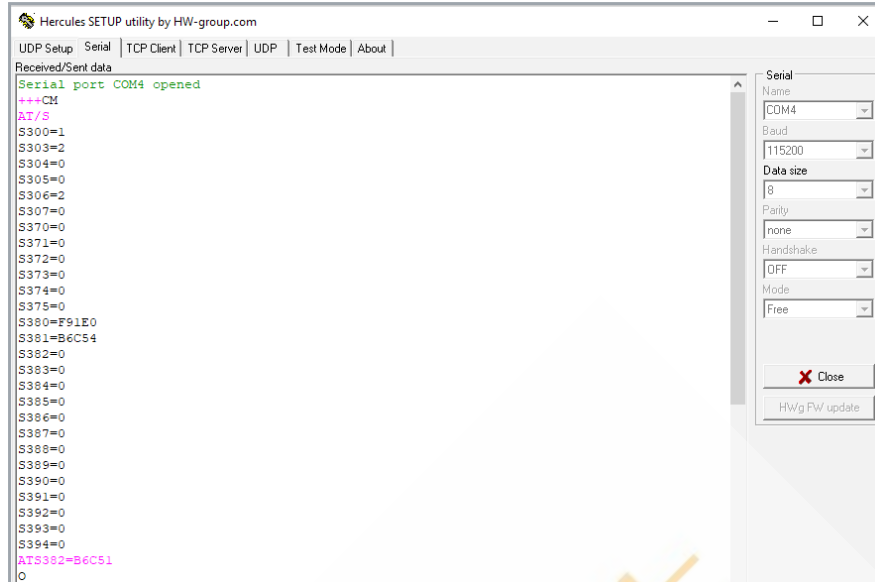 Hercules SETUP utility by HW-group.com
UDP Setup Serial TCP Client TCP Server UDP Test Mode About
Received/Sent data
Serial port COM4 opened
+++CM
AT/S
S300=1
S303=2
S304=0
S305=0
S306=2
S307=0
S370=0
S371=0
S372=0
S373=0
S374=0
S375=0
S380=F91E0
S381=B6C54
S382=0
S383=0
S384=0
S385=0
S386=0
S387=0
S388=0
S389=0
S390=0
S391=0
S392=0
S393=0
S394=0
ATS382=B6C51
O
Serial
Name
COM4
Baud
115200
Data size
8
Parity
none
Handshake
OFF
Mode
Free
Close
HWg FW update